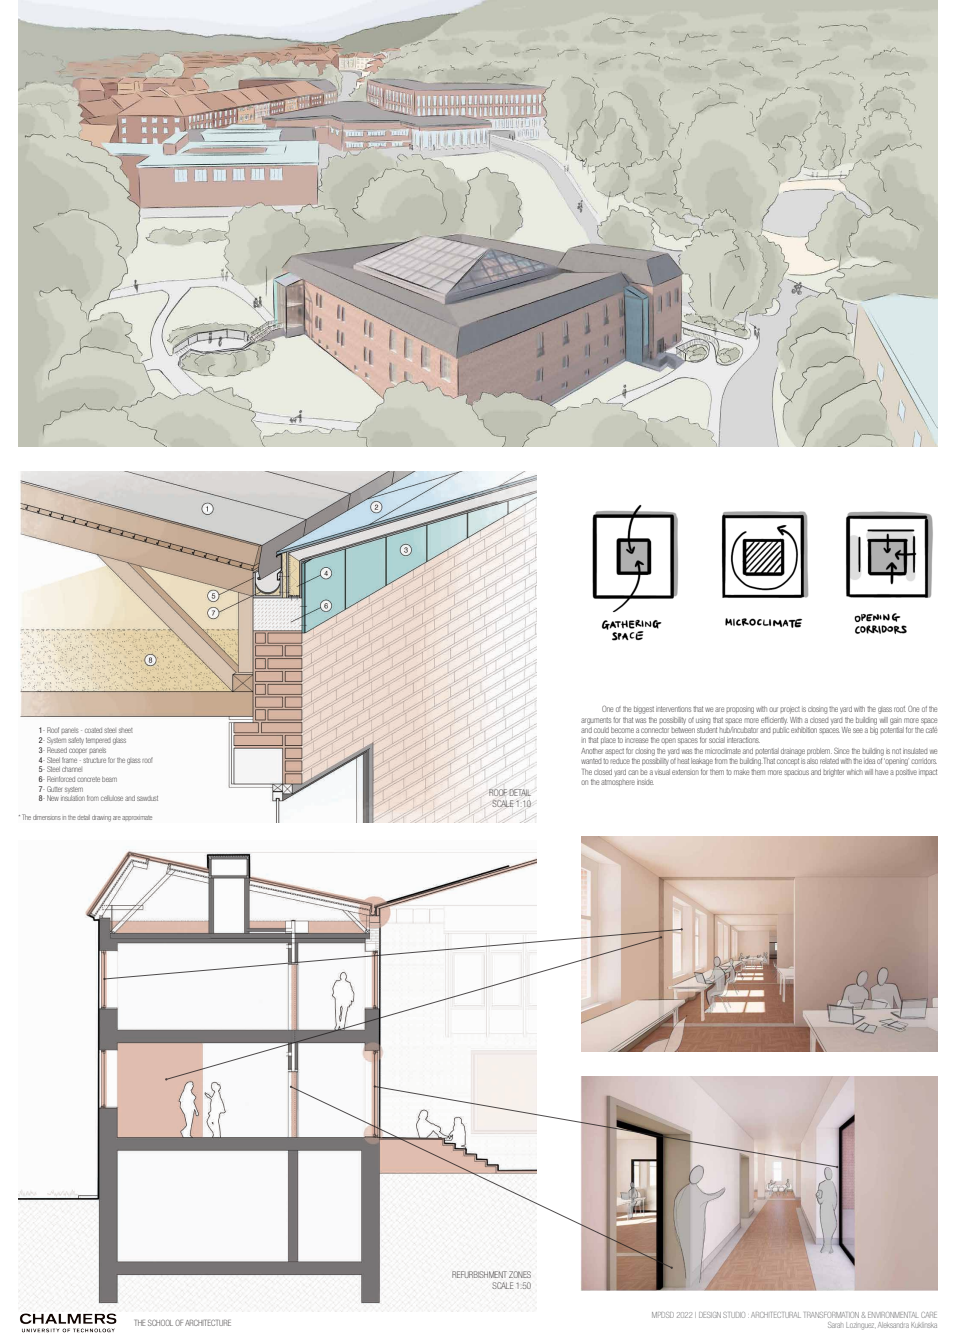 1
2
3
4
5
6
7
8
1- Roof panels - coated steel sheet
2- System safety tempered glass
3- Reused cooper panels
4- Steel frame - structure for the glass roof
5- Steel channel
6- Reinforced concrete beam
7- Gutter system
8- New insulation from cellulose and sawdust
* The dimensions in the detail drawing are approximate
ROOF DETAIL
SCALE 1:10
GATHERING
SPACE
MICROCLIMATE
OPENING
CORRIDORS
One of the biggest interventions that we are proposing with our project is closing the yard with the glass roof. One of the
arguments for that was the possibility of using that space more efficiently. With a closed yard the building will gain more space
and could become a connector between student hub/incubator and public exhibition spaces. We see a big potential for the café
in that place to increase the open spaces for social interactions.
Another aspect for closing the yard was the microclimate and potential drainage problem. Since the building is not insulated we
wanted to reduce the possibility of heat leakage from the building. That concept is also related with the idea of 'opening' corridors.
The closed yard can be a visual extension for them to make them more spacious and brighter which will have a positive impact
on the atmosphere inside.
REFURBISHMENT ZONES
SCALE 1:50
CHALMERS
UNIVERSITY OF TECHNOLOGY
THE SCHOOL OF ARCHITECTURE
MPDSD 2022 | DESIGN STUDIO : ARCHITECTURAL TRANSFORMATION & ENVIRONMENTAL CARE
Sarah Lozinguez, Aleksandra Kuklinska